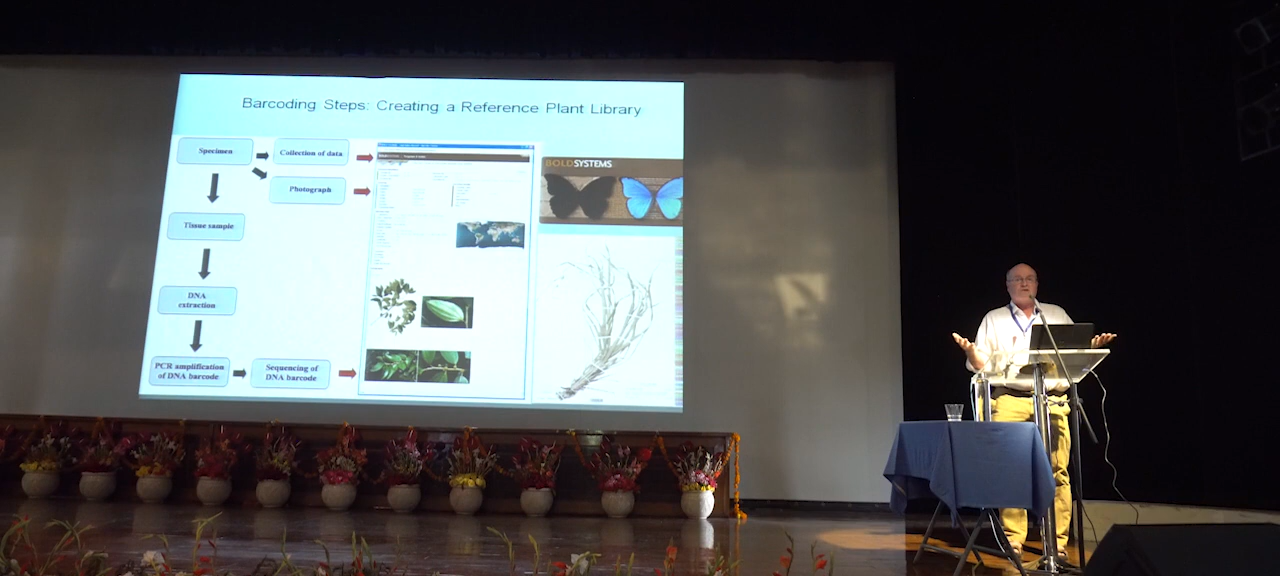 Barcoding Steps: Creating a Reference Plant Library
Specimen
Collection of data
Photograph
Tissue sample
DNA
extraction
PCR amplification
of DNA barcode
Sequencing of
DNA barcode
BOLDSYSTEMS